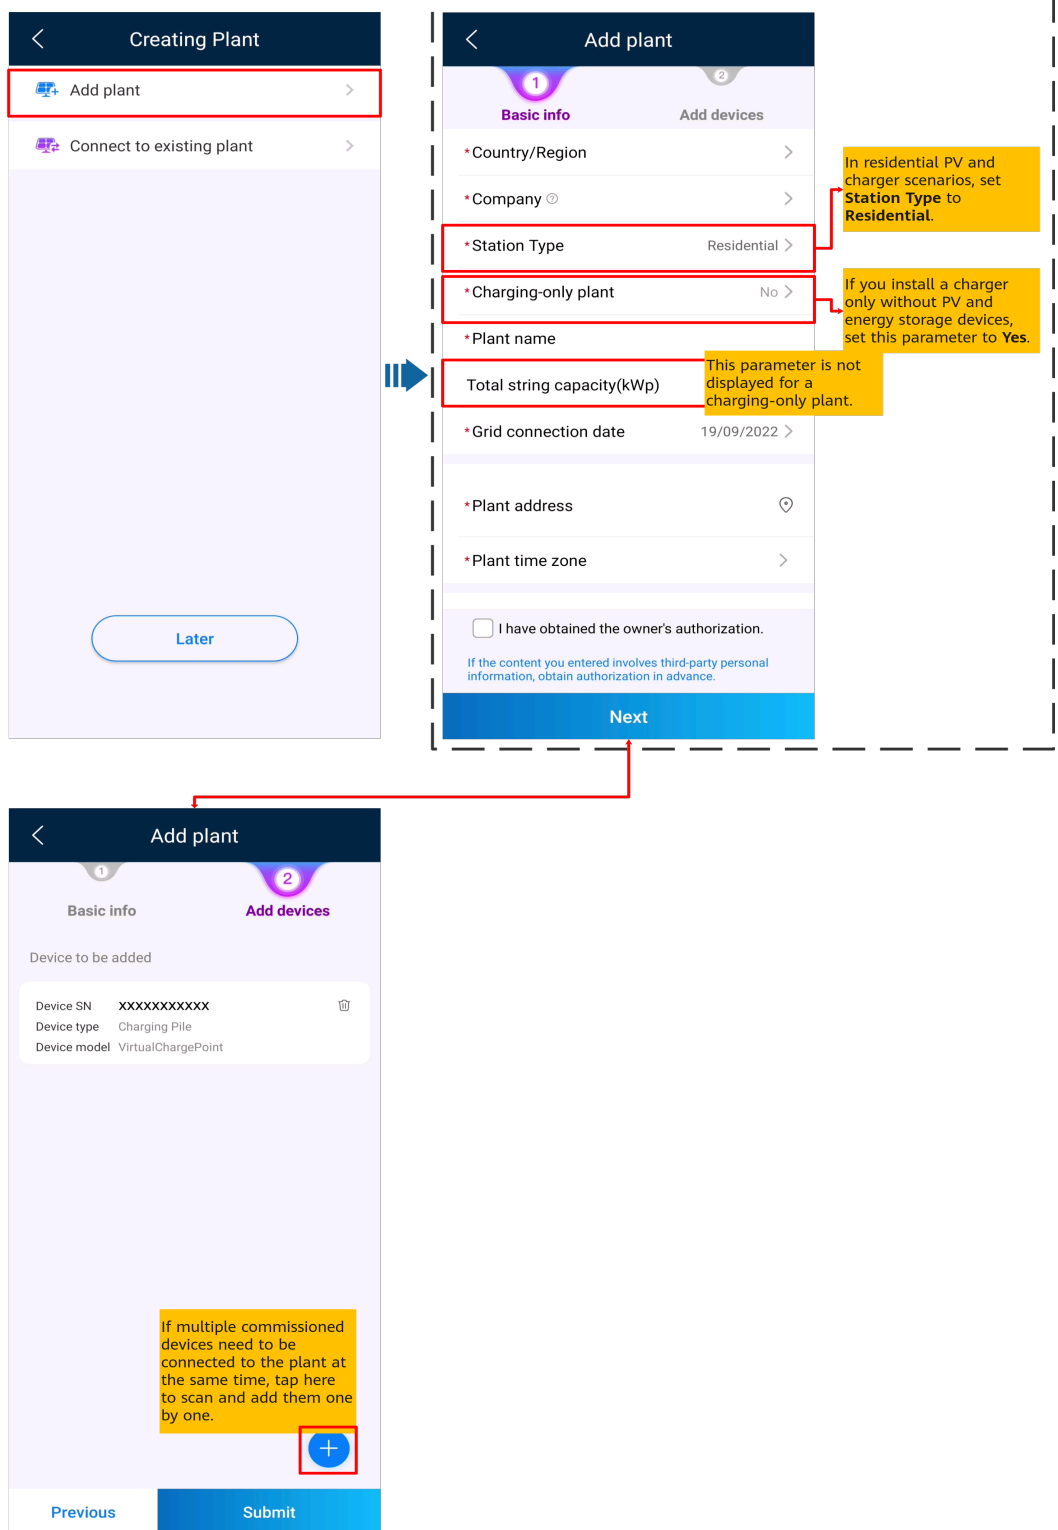 Creating Plant
Add plant
Connect to existing plant
Later
Add plant
1
2
Basic info
Add devices
*Country/Region
*Company ?
*Station Type
Residential
*Charging-only plant
No
*Plant name
Total string capacity(kWp)
*Grid connection date
19/09/2022
*Plant address
*Plant time zone
I have obtained the owner's authorization.
If the content you entered involves third-party personal
information, obtain authorization in advance.
Next
In residential PV and
charger scenarios, set
Station Type to
Residential.
If you install a charger
only without PV and
energy storage devices,
set this parameter to Yes.
This parameter is not
displayed for a
charging-only plant.
Add plant
1
2
Basic info
Add devices
Device to be added
Device SN XXXXXXXXXXX
Device type Charging Pile
Device model VirtualChargePoint
If multiple commissioned
devices need to be
connected to the plant at
the same time, tap here
to scan and add them one
by one.
Previous
Submit